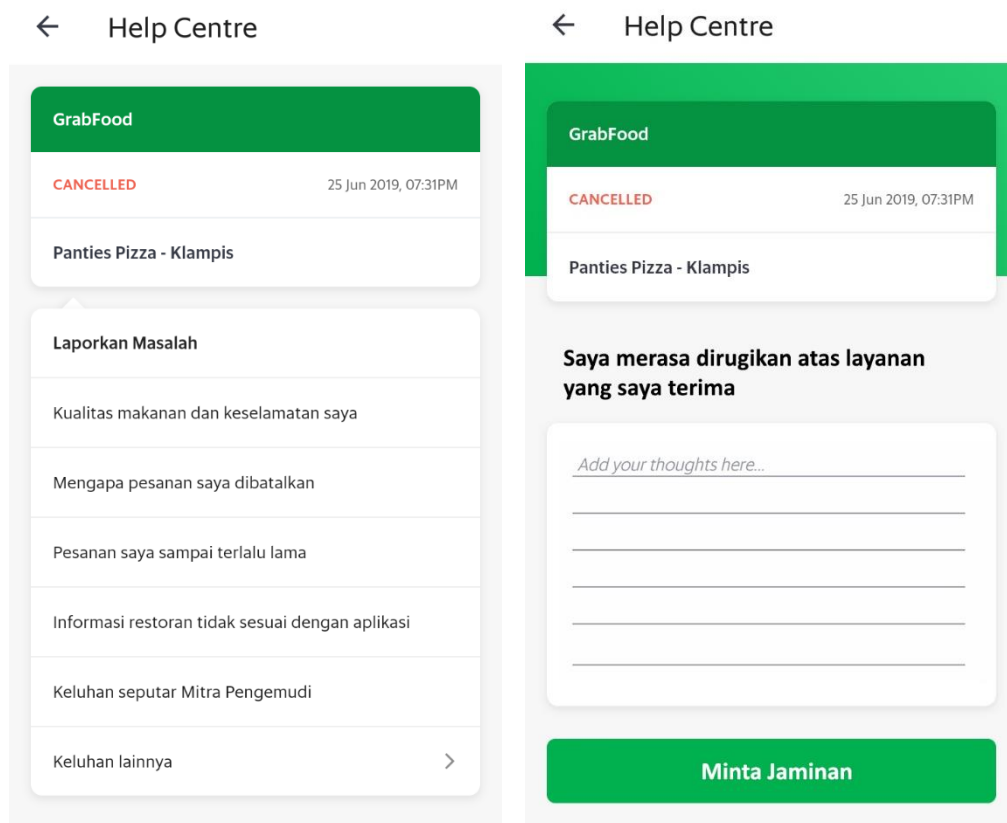 Help Centre
GrabFood
CANCELLED 25 Jun 2019, 07:31PM
Panties Pizza - Klampis
Laporkan Masalah
Kualitas makanan dan keselamatan saya
Mengapa pesanan saya dibatalkan
Pesanan saya sampai terlalu lama
Informasi restoran tidak sesuai dengan aplikasi
Keluhan seputar Mitra Pengemudi
Keluhan lainnya
Help Centre
GrabFood
CANCELLED 25 Jun 2019, 07:31PM
Panties Pizza - Klampis
Saya merasa dirugikan atas layanan
yang saya terima
Add your thoughts here...
Minta Jaminan